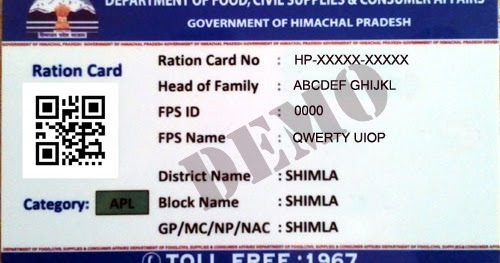 DEPARTMENT OF FOOD, CIVIL SUPPLIES & CONSUMER AFFAIRS
GOVERNMENT OF HIMACHAL PRADESH
Ration Card
Ration Card No : HP-XXXXX-XXXXX
Head of Family : ABCDEF GHIJKL
FPS ID : 0000
FPS Name : QWERTY UIOP
DEMO
District Name : SHIMLA
Category: APL
Block Name : SHIMLA
GP/MC/NP/NAC : SHIMLA
TOLL FREE :1967